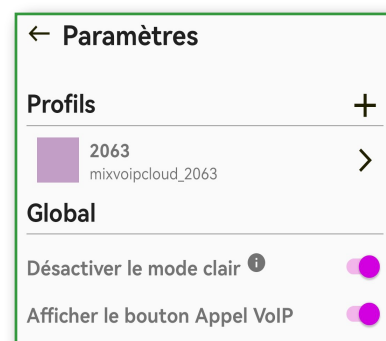 Paramètres
Profils
2063
mixvoipcloud_2063
Global
Désactiver le mode clair
Afficher le bouton Appel VoIP